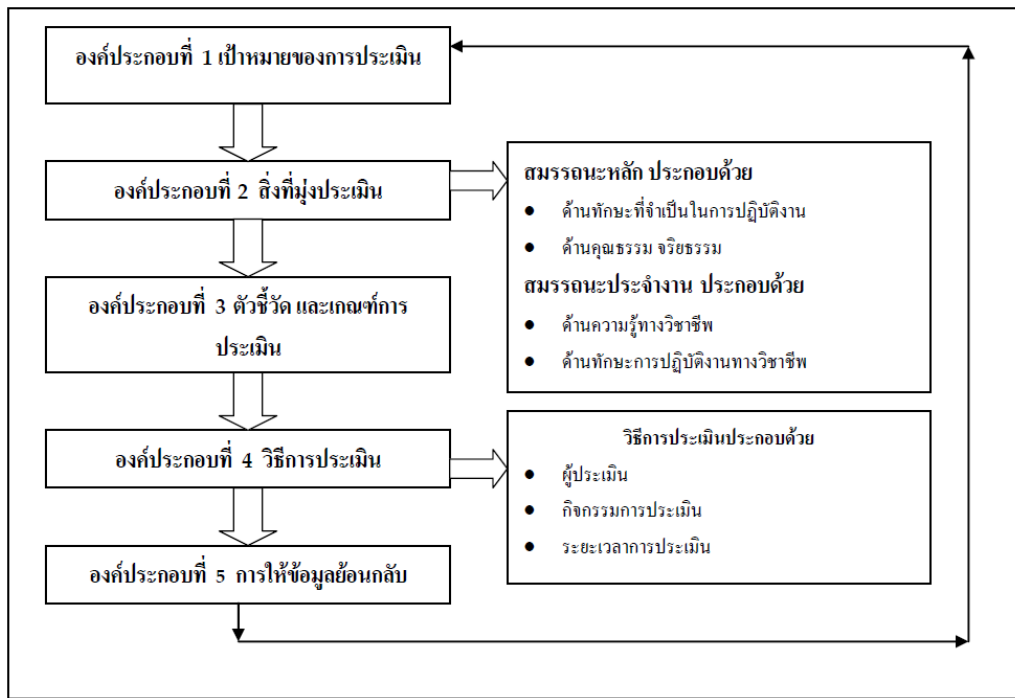 องค์ประกอบที่ 1 เป้าหมายของการประเมิน
องค์ประกอบที่ 2 สิ่งที่มุ่งประเมิน
สมรรถนะหลัก ประกอบด้วย
● ด้านทักษะที่จำเป็นในการปฏิบัติงาน
● ด้านคุณธรรม จริยธรรม
สมรรถนะประจำงาน ประกอบด้วย
● ด้านความรู้ทางวิชาชีพ
● ด้านทักษะการปฏิบัติงานทางวิชาชีพ
องค์ประกอบที่ 3 ตัวชี้วัด และเกณฑ์การ
ประเมิน
องค์ประกอบที่ 4 วิธีการประเมิน
วิธีการประเมินประกอบด้วย
● ผู้ประเมิน
● กิจกรรมการประเมิน
● ระยะเวลาการประเมิน
องค์ประกอบที่ 5 การให้ข้อมูลย้อนกลับ